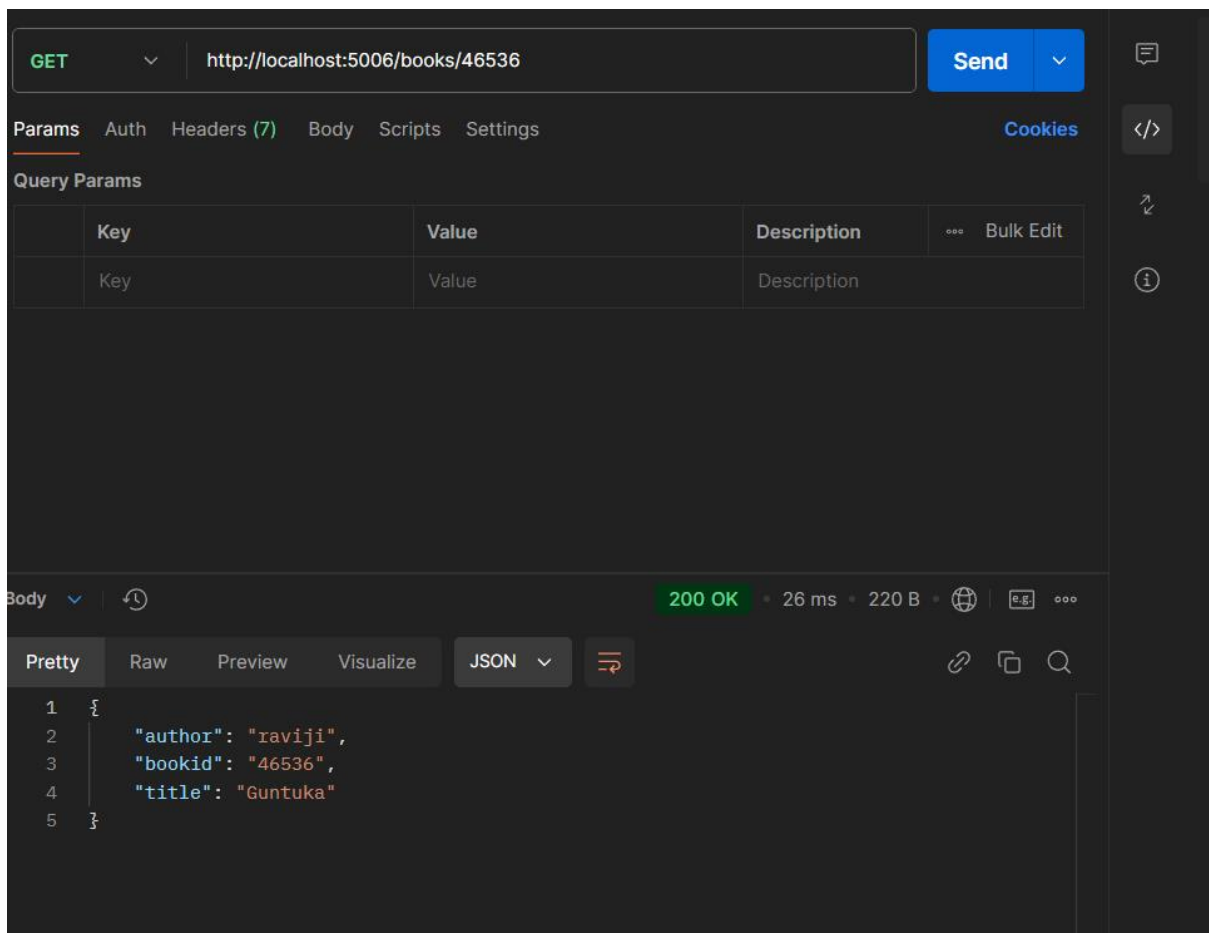 GET http://localhost:5006/books/46536 Send
Params Auth Headers (7) Body Scripts Settings Cookies
Query Params
Key Value Description Bulk Edit
Key Value Description
Body 200 OK 26 ms 220 B e.g.
Pretty Raw Preview Visualize JSON
1 {
2 "author": "raviji",
3 "bookid": "46536",
4 "title": "Guntuka"
5 }